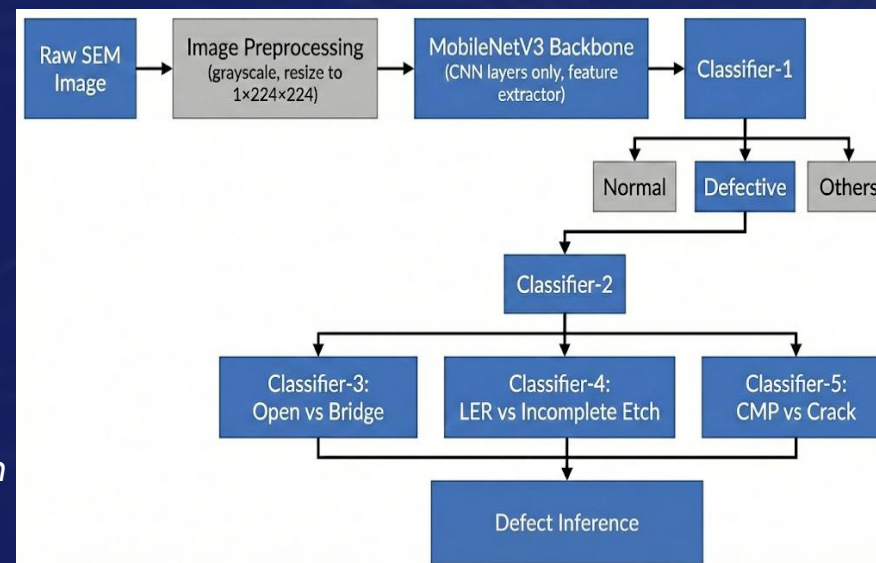 Raw SEM
Image
Image Preprocessing
(grayscale, resize to
1×224×224)
MobileNetV3 Backbone
(CNN layers only, feature
extractor)
Classifier-1
Normal
Defective
Others
Classifier-2
Classifier-3:
Open vs Bridge
Classifier-4:
LER vs Incomplete Etch
Classifier-5:
CMP vs Crack
Defect Inference